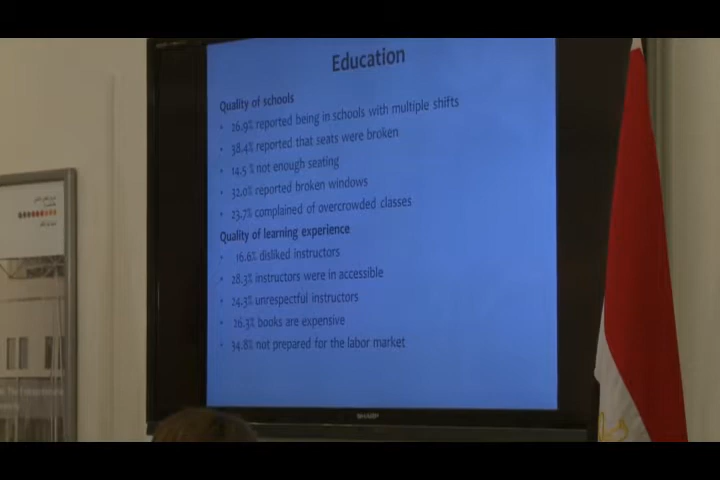 Education
Quality of schools
• 26.9% reported being in schools with multiple shifts
• 38.4% reported that seats were broken
• 14.5 % not enough seating
• 32.0% reported broken windows
• 23.7% complained of overcrowded classes
Quality of learning experience
• 16.6% disliked instructors
• 28.3% instructors were in accessible
• 24.3% unrespectful instructors
• 26.3% books are expensive
• 34.8% not prepared for the labor market
SHARP